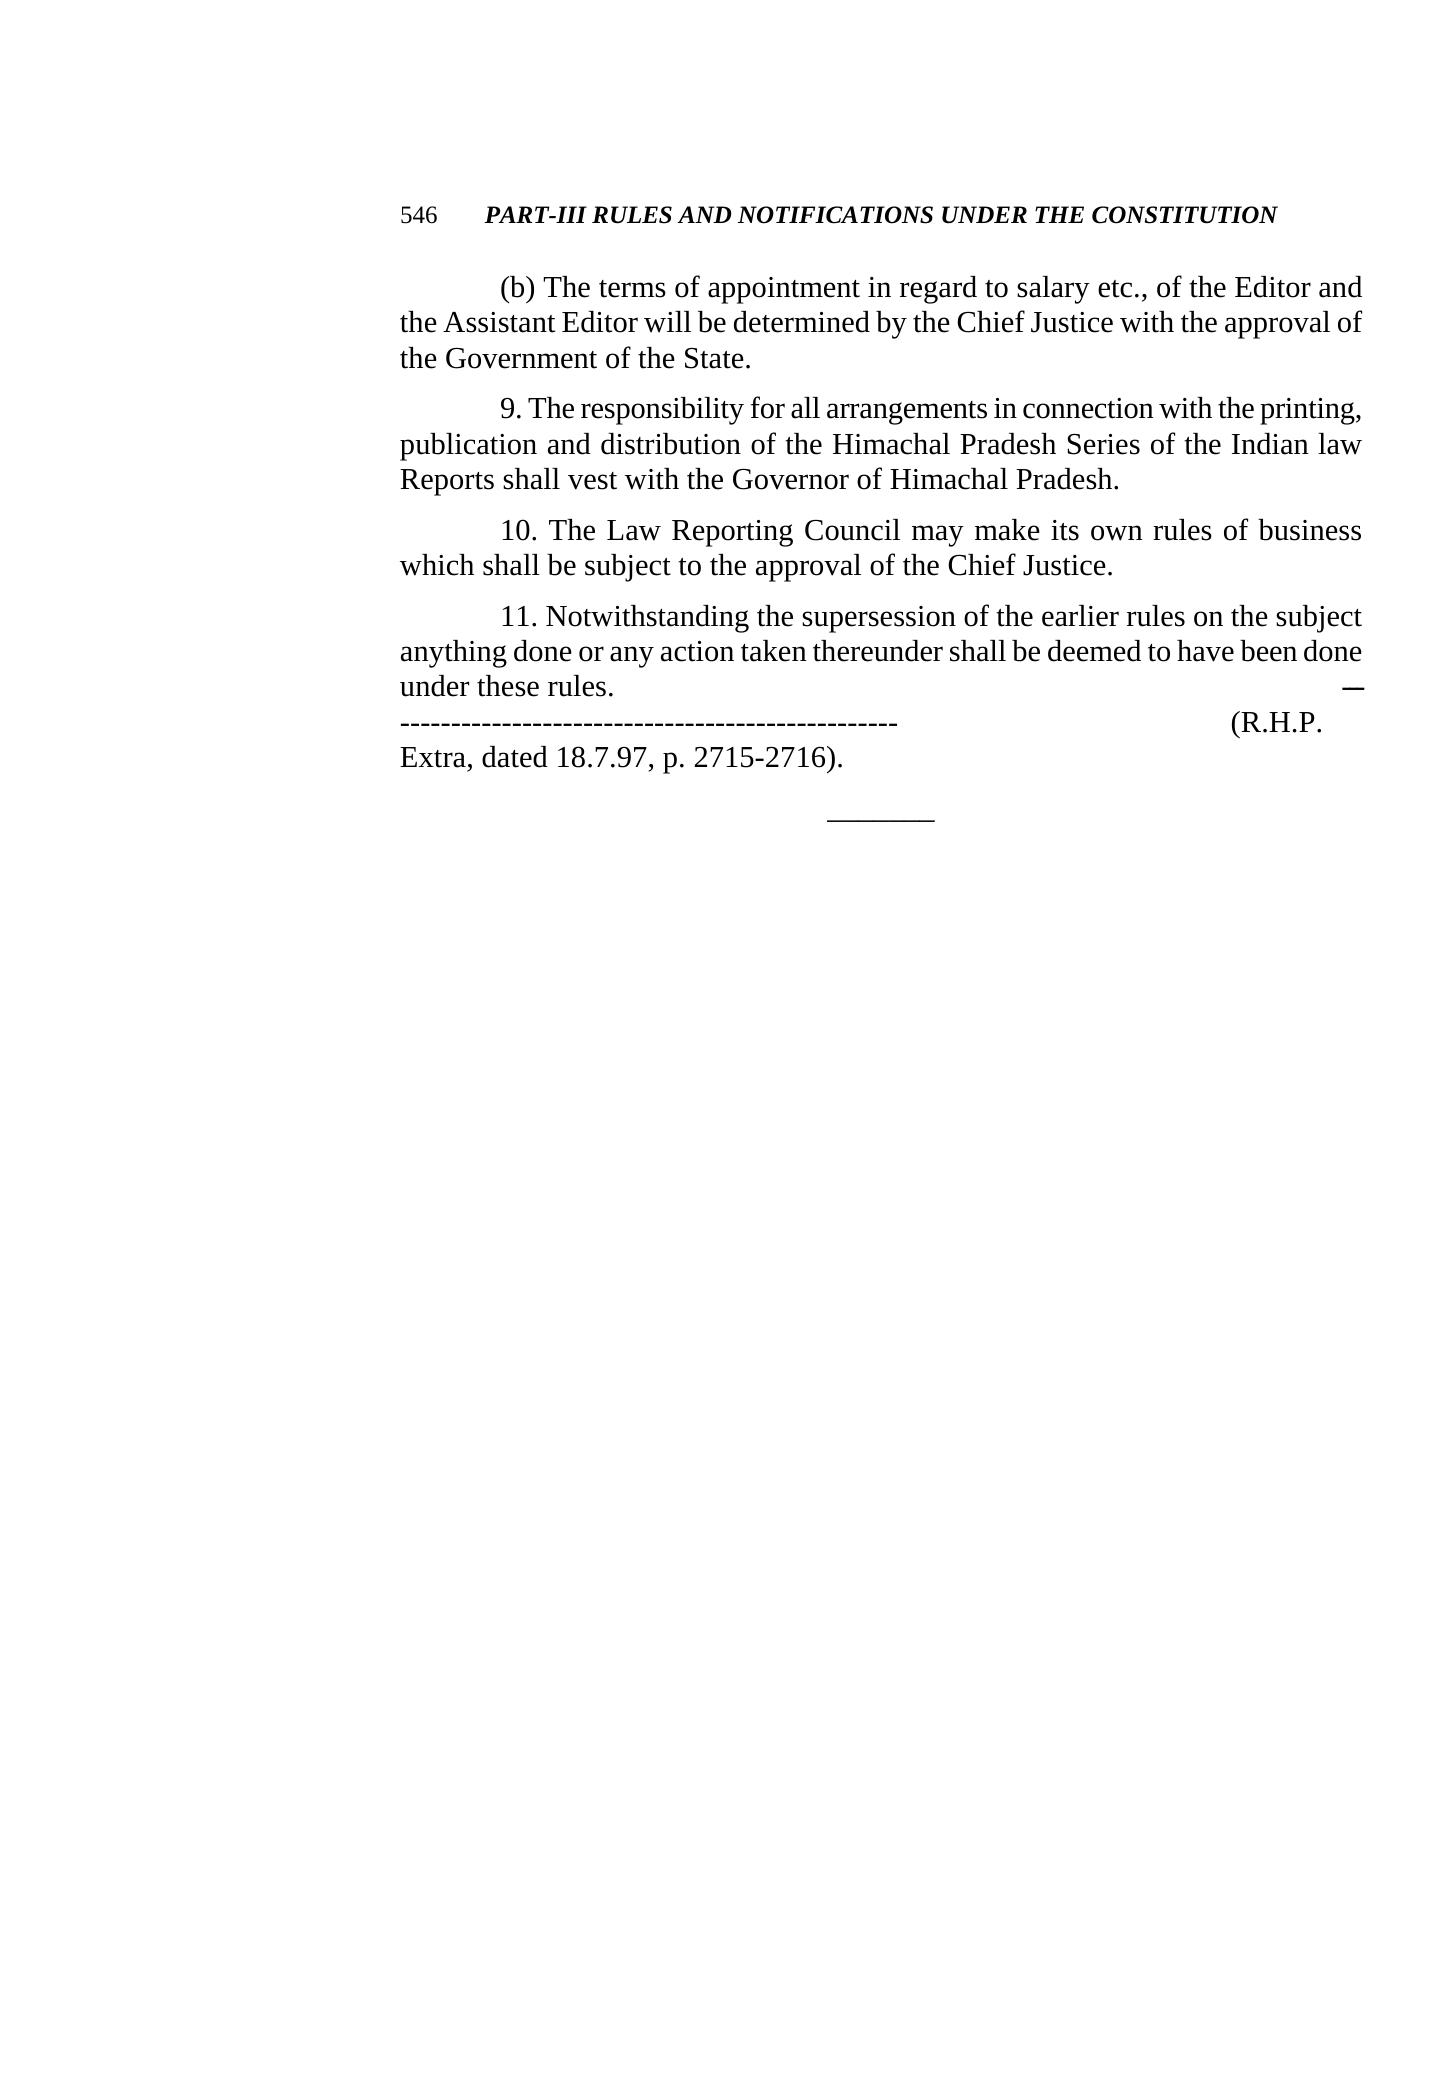 546 PART-III RULES AND NOTIFICATIONS UNDER THE CONSTITUTION
(b) The terms of appointment in regard to salary etc., of the Editor and
the Assistant Editor will be determined by the Chief Justice with the approval of
the Government of the State.
9. The responsibility for all arrangements in connection with the printing,
publication and distribution of the Himachal Pradesh Series of the Indian law
Reports shall vest with the Governor of Himachal Pradesh.
10. The Law Reporting Council may make its own rules of business
which shall be subject to the approval of the Chief Justice.
11. Notwithstanding the supersession of the earlier rules on the subject
anything done or any action taken thereunder shall be deemed to have been done
under these rules. —
------------------------------------------------- (R.H.P.
Extra, dated 18.7.97, p. 2715-2716).
_______